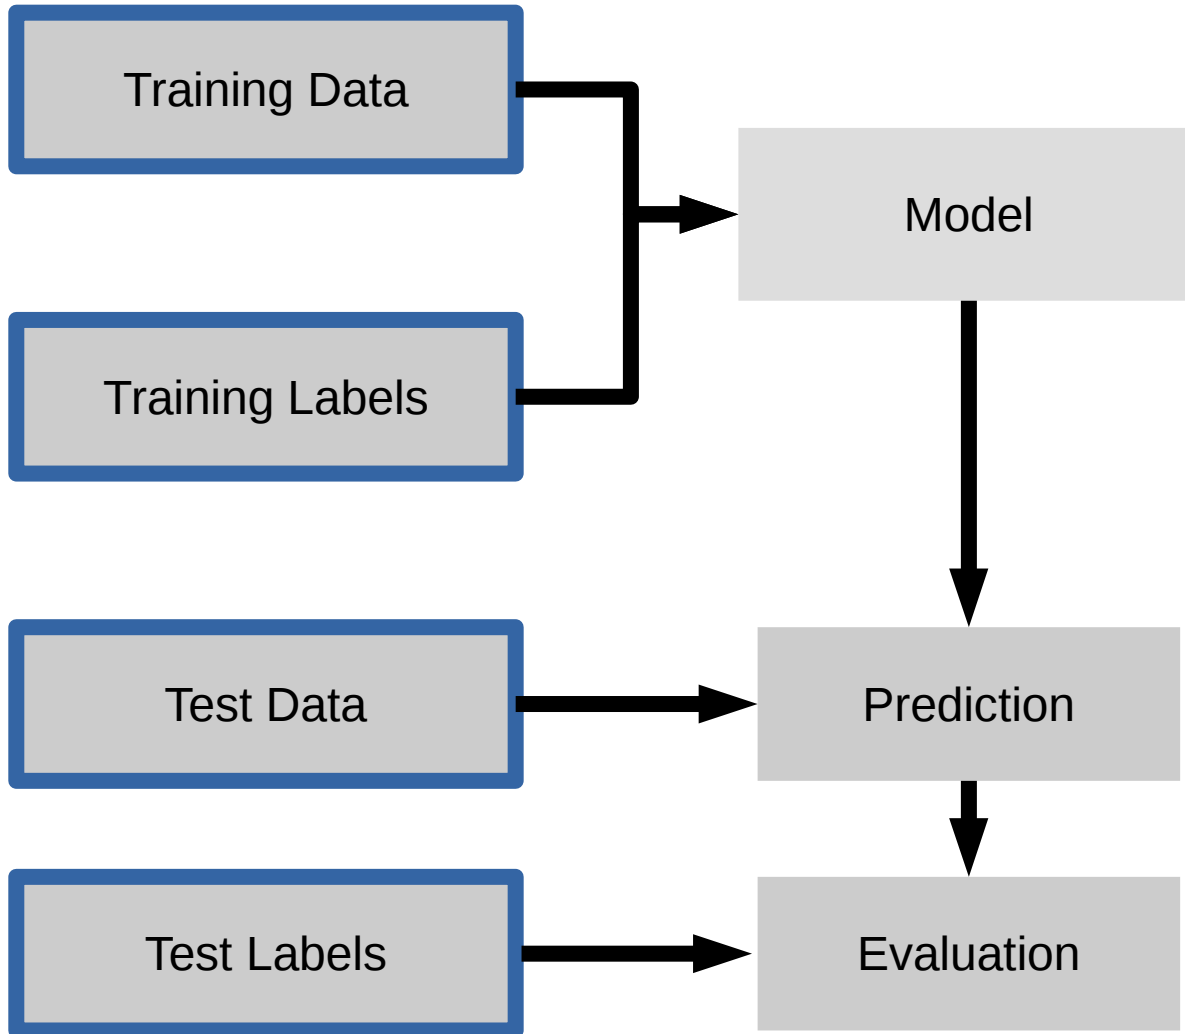 Training Data
Model
Training Labels
Test Data
Prediction
Test Labels
Evaluation